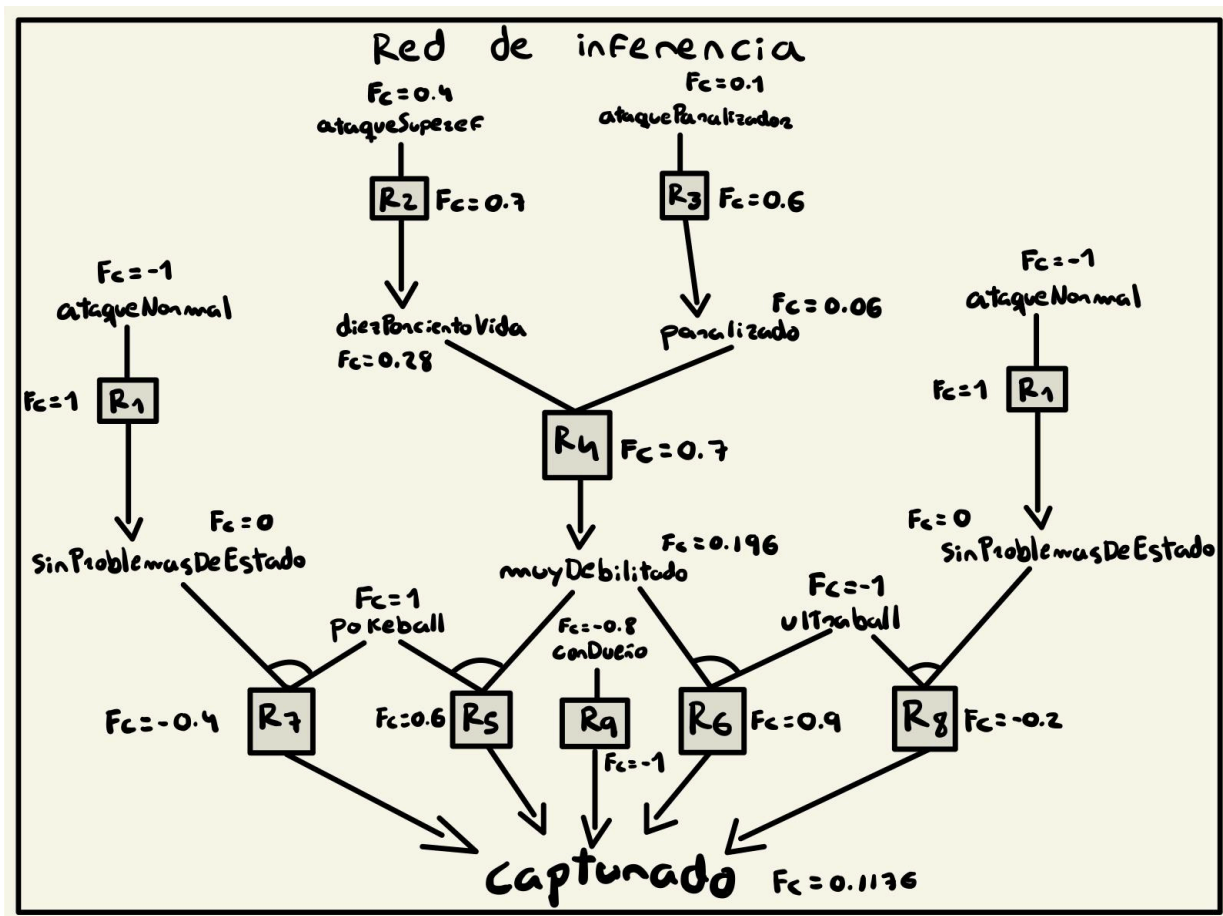 Red de inferencia
Fc=0.4
ataqueSuperef
Fc=0.1
ataqueParalizador
R2 Fc=0.7
R3 Fc=0.6
Fc=-1
ataqueNormal
Fc=-1
ataqueNormal
diezPorcientoVida
Fc=0.28
Fc=0.06
paralizado
Fc=1 R1
Fc=1 R1
R4 Fc=0.7
Fc=0
sinProblemasDeEstado
Fc=0.196
muyDebilitado
Fc=0
sinProblemasDeEstado
Fc=1
pokeball
Fc=-0.8
conDueño
Fc=-1
ultraball
Fc=-0.4 R7
Fc=0.6 R5
R9
Fc=-1
R6 Fc=0.9
R8 Fc=-0.2
capturado Fc=0.1176